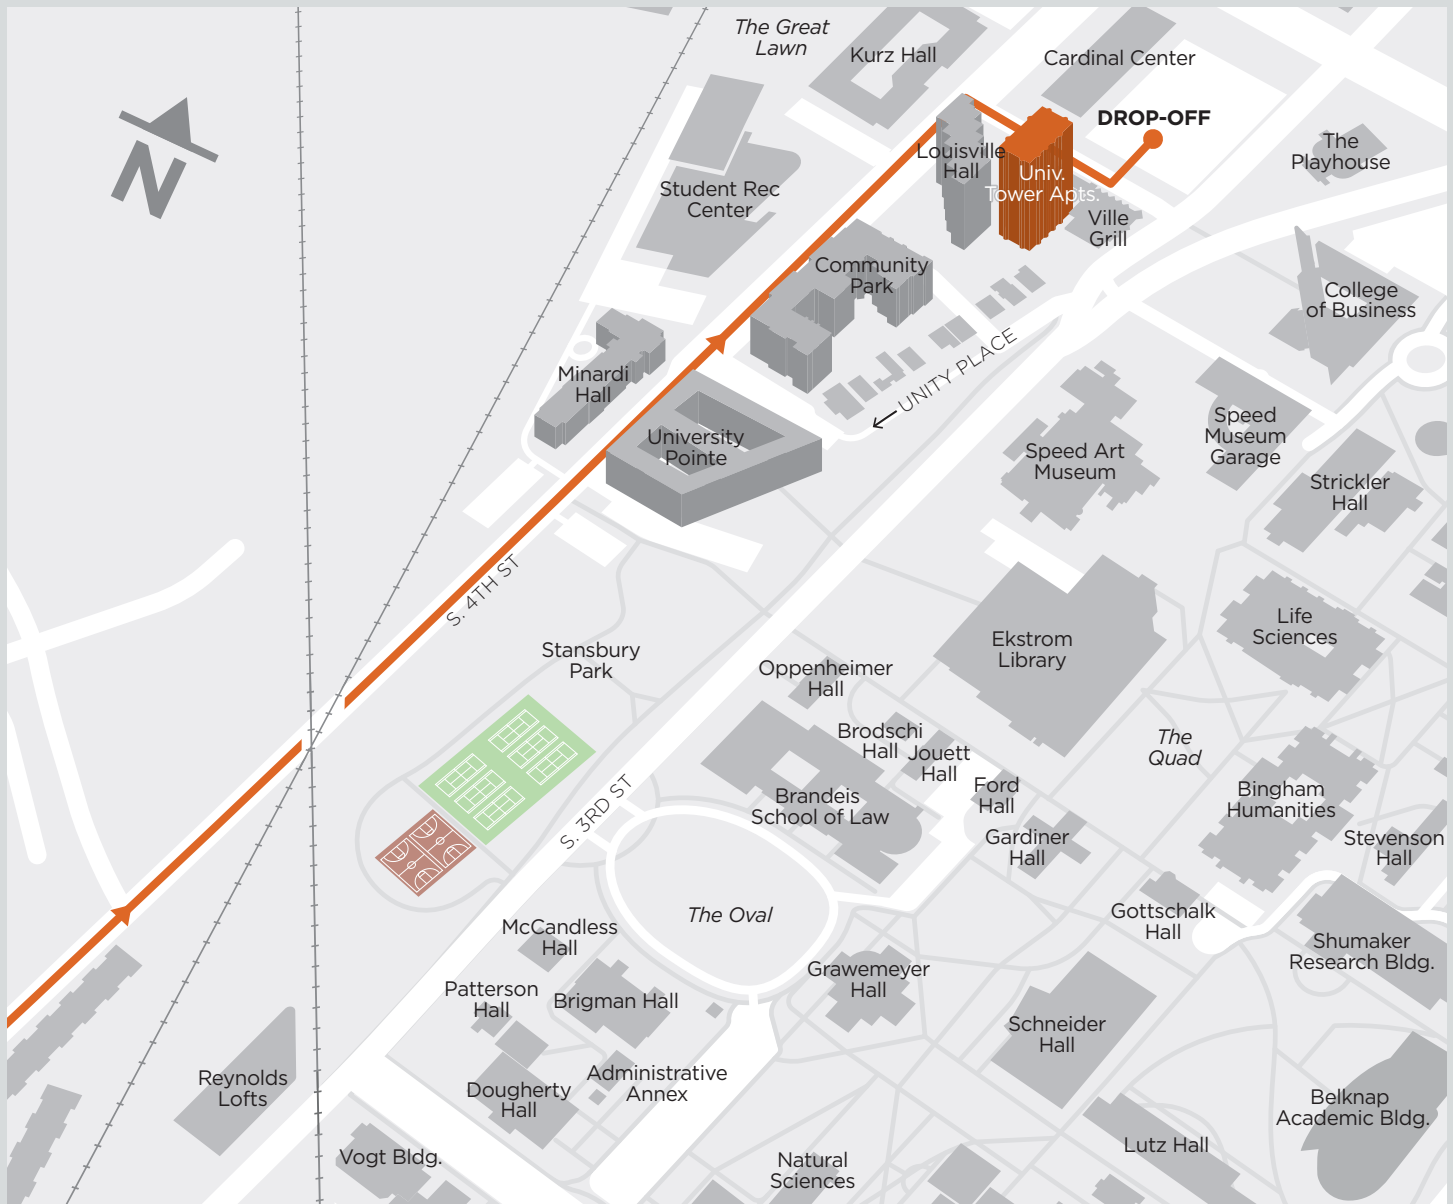 The Great
Lawn
Kurz Hall
Cardinal Center
DROP-OFF
The
Playhouse
Louisville
Hall
Univ.
Tower Apts.
Ville
Grill
N
Student Rec
Center
Community
Park
College
of Business
UNITY PLACE
Minardi
Hall
University
Pointe
Speed Art
Museum
Speed
Museum
Garage
Strickler
Hall
S. 4TH ST
Stansbury
Park
Oppenheimer
Hall
Ekstrom
Library
Life
Sciences
Brodschi
Hall
Jouett
Hall
The
Quad
Ford
Hall
Brandeis
School of Law
Bingham
Humanities
S. 3RD ST
Gardiner
Hall
Stevenson
Hall
The Oval
McCandless
Hall
Gottschalk
Hall
Shumaker
Research Bldg.
Patterson
Hall
Brigman Hall
Grawemeyer
Hall
Schneider
Hall
Reynolds
Lofts
Dougherty
Hall
Administrative
Annex
Belknap
Academic Bldg.
Vogt Bldg.
Natural
Sciences
Lutz Hall